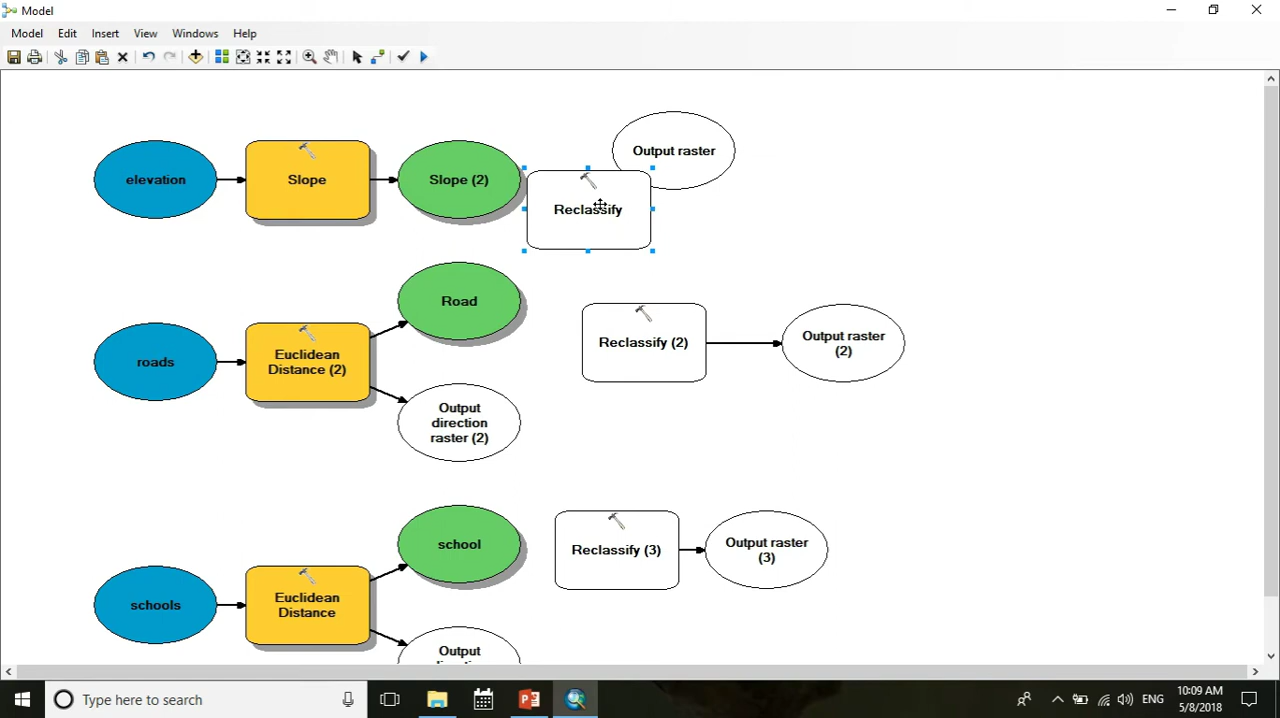 Model
Model Edit Insert View Windows Help
Output raster
elevation
Slope
Slope (2)
Reclassify
Road
roads
Euclidean
Distance (2)
Reclassify (2)
Output raster
(2)
Output
direction
raster (2)
school
Reclassify (3)
Output raster
(3)
schools
Euclidean
Distance
Output
Type here to search
ENG
10:09 AM
5/8/2018